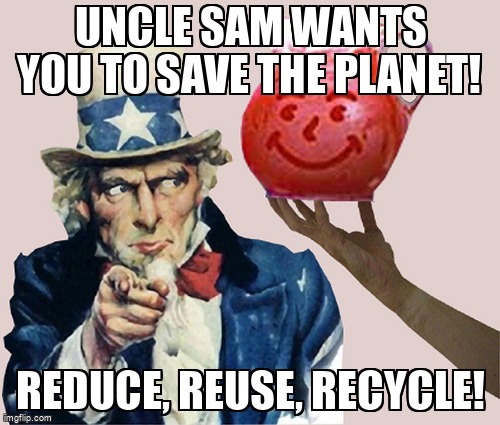 UNCLE SAM WANTS
YOU TO SAVE THE PLANET!
REDUCE, REUSE, RECYCLE!
imgflip.com